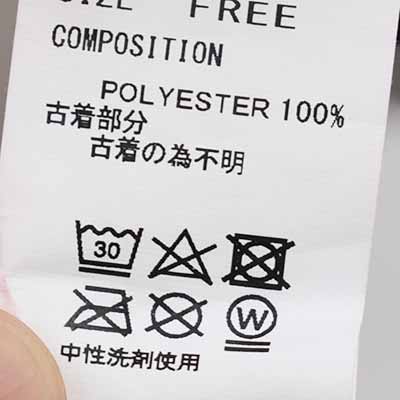 SIZE FREE
COMPOSITION
POLYESTER 100%
古着部分
古着の為不明
30
W
中性洗剤使用